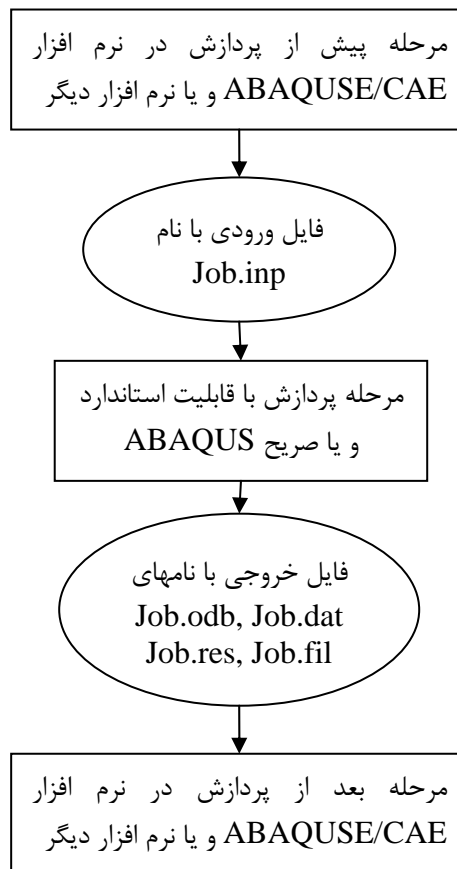 مرحله پیش از پردازش در نرم افزار
ABAQUSE/CAE و یا نرم افزار دیگر
فایل ورودی با نام
Job.inp
مرحله پردازش با قابلیت استاندارد
و یا صریح ABAQUS
فایل خروجی با نامهای
Job.odb, Job.dat
Job.res, Job.fil
مرحله بعد از پردازش در نرم افزار
ABAQUSE/CAE و یا نرم افزار دیگر